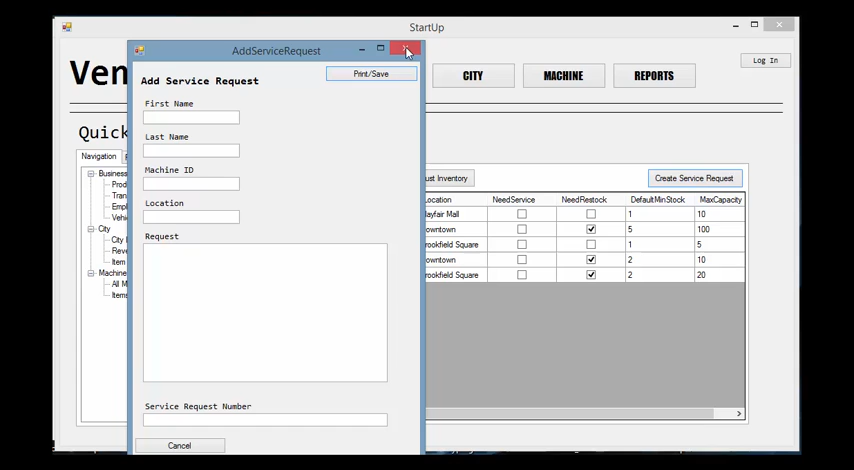 StartUp
AddServiceRequest
Ven
CITY
MACHINE
REPORTS
Log In
Print/Save
Add Service Request
First Name
Last Name
Machine ID
Location
Request
Service Request Number
Cancel
Quick
Navigation
Business
Prod
Tran
Empl
Vehi
City
City I
Reve
Item
Machine
All M
Items
ust Inventory
Create Service Request
Location NeedService NeedRestock DefaultMinStock MaxCapacity
ayfair Mall 1 10
owntown 5 100
rookfield Square 1 5
owntown 2 10
rookfield Square 2 20